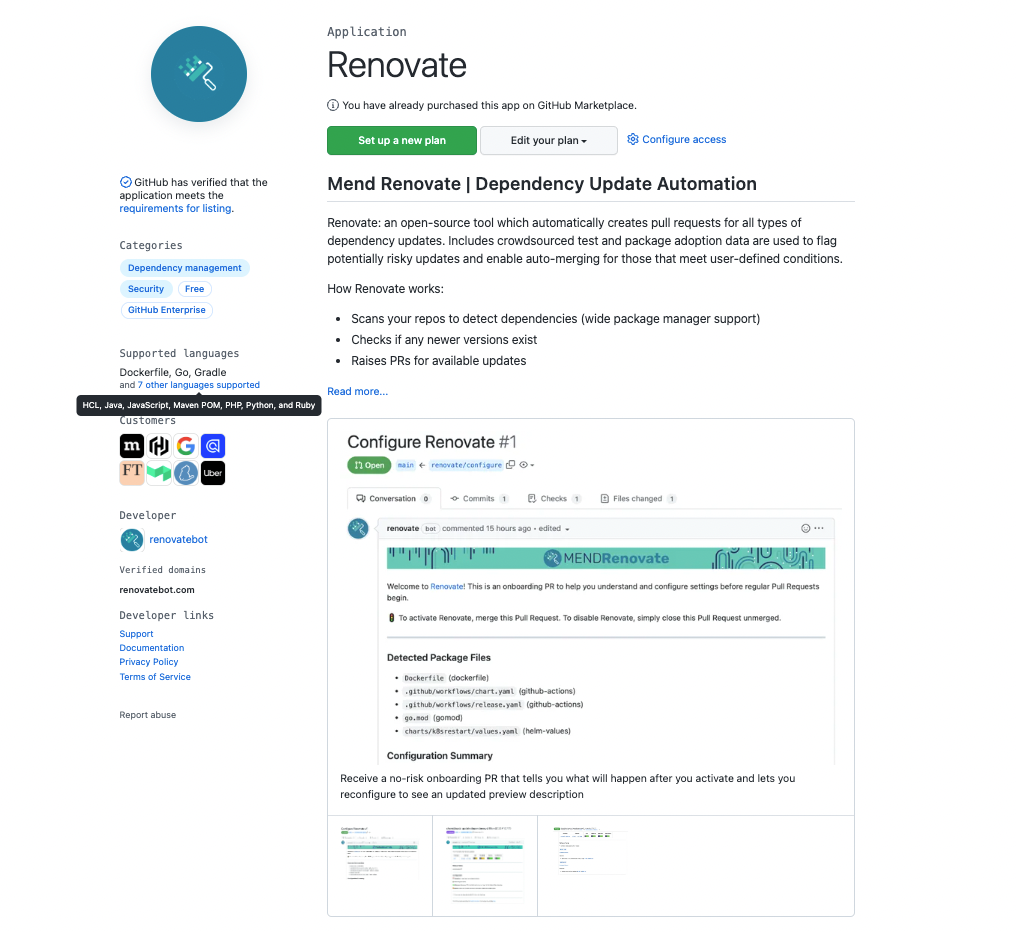 Application
Renovate
You have already purchased this app on GitHub Marketplace.
Set up a new plan
Edit your plan
Configure access
GitHub has verified that the
application meets the
requirements for listing.
Categories
Dependency management
Security
Free
GitHub Enterprise
Supported languages
Dockerfile, Go, Gradle
and 7 other languages supported
HCL, Java, JavaScript, Maven POM, PHP, Python, and Ruby
Customers
m
FT
Uber
Developer
renovatebot
Verified domains
renovatebot.com
Developer links
Support
Documentation
Privacy Policy
Terms of Service
Report abuse
Mend Renovate | Dependency Update Automation
Renovate: an open-source tool which automatically creates pull requests for all types of
dependency updates. Includes crowdsourced test and package adoption data are used to flag
potentially risky updates and enable auto-merging for those that meet user-defined conditions.
How Renovate works:
Scans your repos to detect dependencies (wide package manager support)
Checks if any newer versions exist
Raises PRs for available updates
Read more...
Configure Renovate #1
Open main ← renovate/configure
Conversation 0 Commits 1 Checks 1 Files changed 1
renovate bot commented 15 hours ago • edited
MENDRenovate
Welcome to Renovate! This is an onboarding PR to help you understand and configure settings before regular Pull Requests
begin.
To activate Renovate, merge this Pull Request. To disable Renovate, simply close this Pull Request unmerged.
Detected Package Files
Dockerfile (dockerfile)
.github/workflows/chart.yaml (github-actions)
.github/workflows/release.yaml (github-actions)
go.mod (gomod)
charts/k8srestart/values.yaml (helm-values)
Configuration Summary
Receive a no-risk onboarding PR that tells you what will happen after you activate and lets you
reconfigure to see an updated preview description